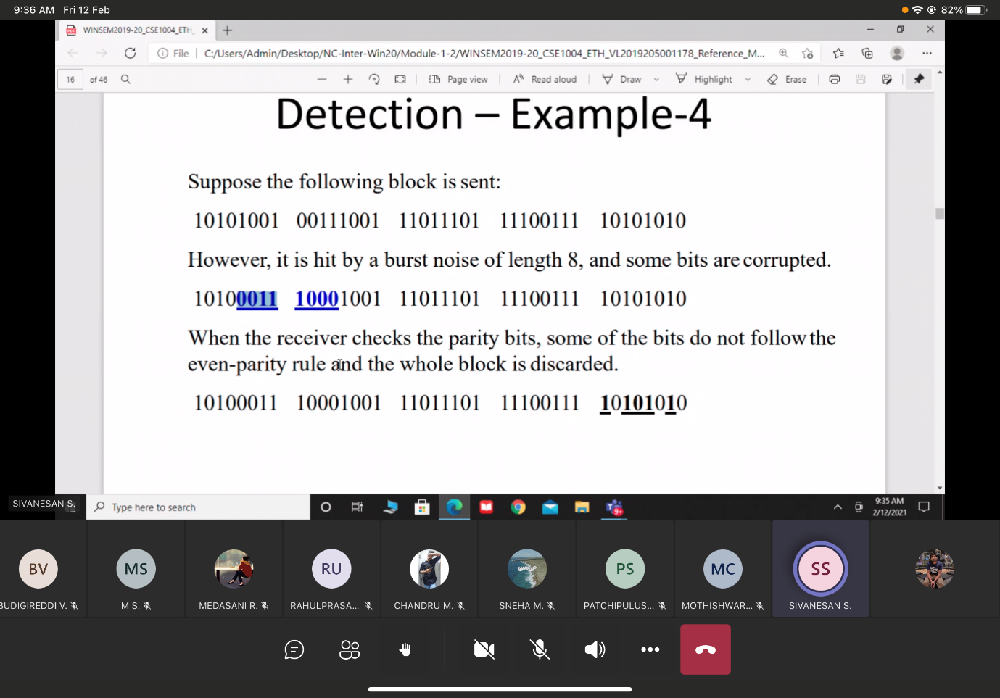 9:36 AM Fri 12 Feb 82%
WINSEM2019-20_CSE1004_ETH_
File C:/Users/Admin/Desktop/NC-Inter-Win20/Module-1-2/WINSEM2019-20_CSE1004_ETH_VL2019205001178_Reference_M...
16 of 46 Page view Read aloud Draw Highlight Erase
Detection – Example-4
Suppose the following block is sent:
10101001 00111001 11011101 11100111 10101010
However, it is hit by a burst noise of length 8, and some bits are corrupted.
10100011 10001001 11011101 11100111 10101010
When the receiver checks the parity bits, some of the bits do not follow the
even-parity rule and the whole block is discarded.
10100011 10001001 11011101 11100111 10101010
SIVANESAN S.
Type here to search
9+
9:35 AM
2/12/2021
BV MS RU WAVE PS MC SS
BUDIGIREDDI V. M S. MEDASANI R. RAHULPRASA... CHANDRU M. SNEHA M. PATCHIPULUS... MOTHISHWAR... SIVANESAN S.